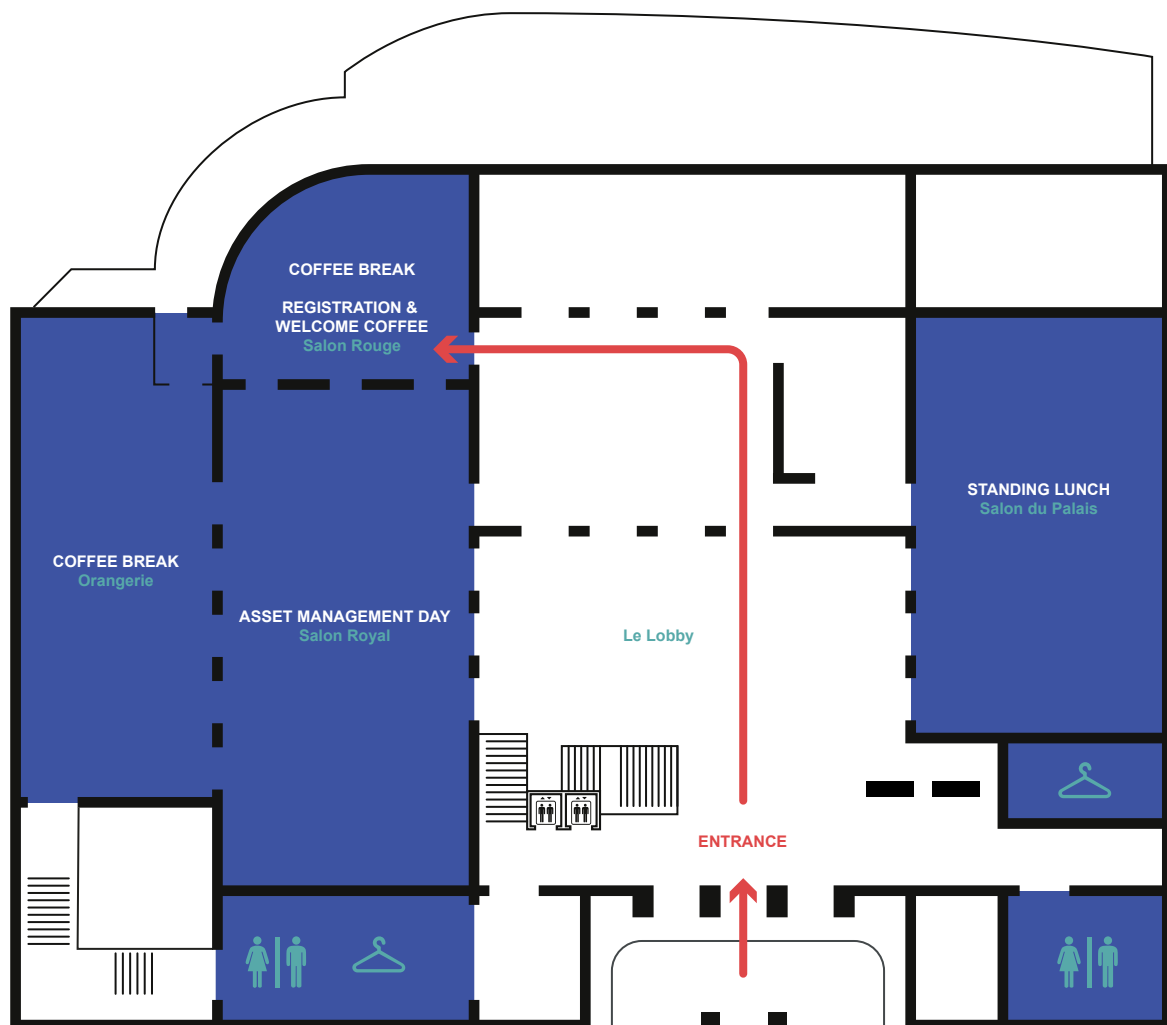 COFFEE BREAK
REGISTRATION &
WELCOME COFFEE
Salon Rouge
STANDING LUNCH
Salon du Palais
COFFEE BREAK
Orangerie
ASSET MANAGEMENT DAY
Salon Royal
Le Lobby
ENTRANCE